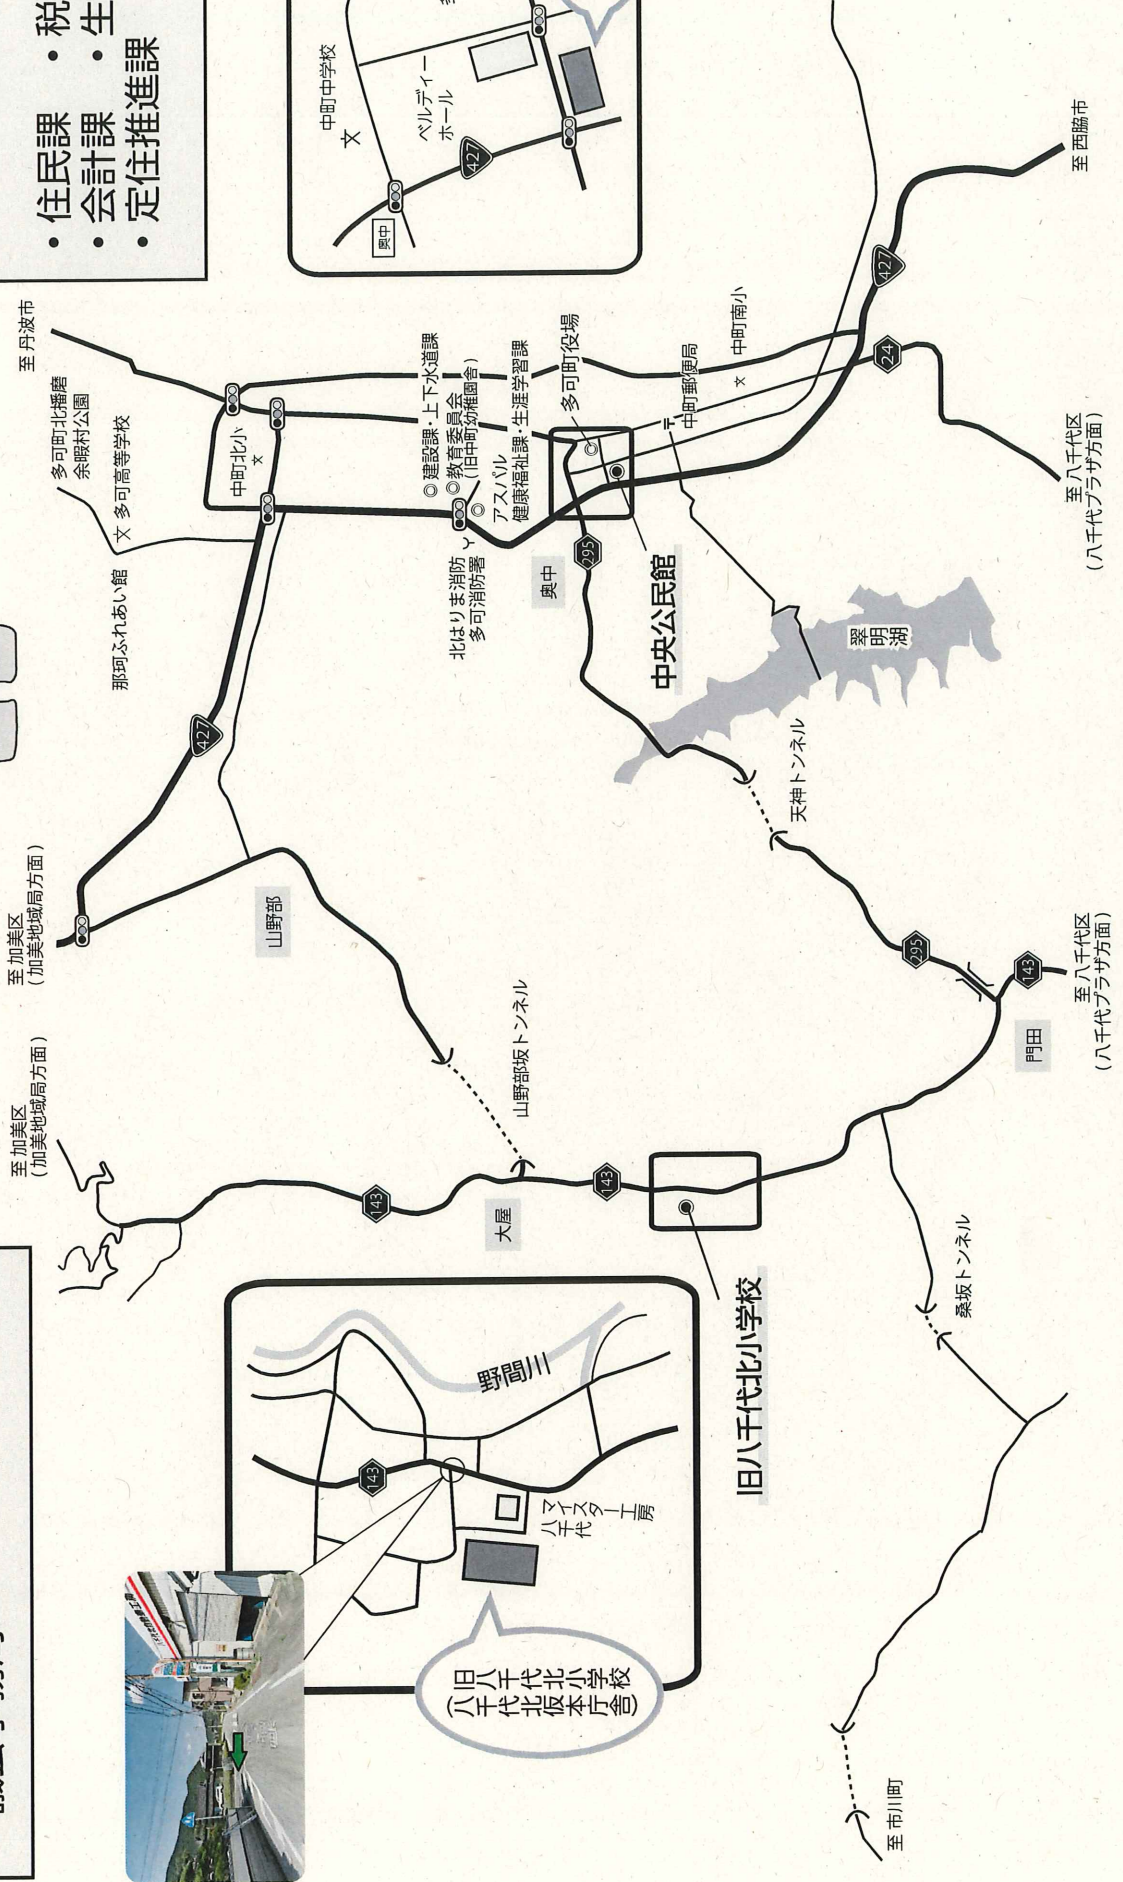 ・住民課 ・税
・会計課 ・生
・定住推進課
中町中学校
文
ベルディー
ホール
427
奥中
至 丹波市
多可町北播磨
余暇村公園
文 多可高等学校
中町北小
文
那珂ふれあい館
427
◎建設課・上下水道課
◎教育委員会
(旧中町幼稚園舎)
◎
アスパル
健康福祉課・生涯学習課
北はりま消防
多可消防署
多可町役場
中町郵便局
中町南小
文
奥中
295
中央公民館
翠明湖
427
24
至 西脇市
至 八千代区
(八千代プラザ方面)
至 加美区
(加美地域局方面)
山野部
天神トンネル
295
143
門田
至 八千代区
(八千代プラザ方面)
至 加美区
(加美地域局方面)
山野部坂トンネル
143
大屋
143
旧八千代北小学校
桑坂トンネル
至 市川町
野間川
143
マイスター工房
八千代
旧八千代北小学校
(八千代北仮本庁舎)